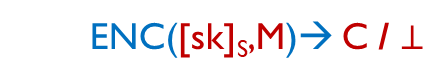 ENC([sk]S,M)→ C / ⊥